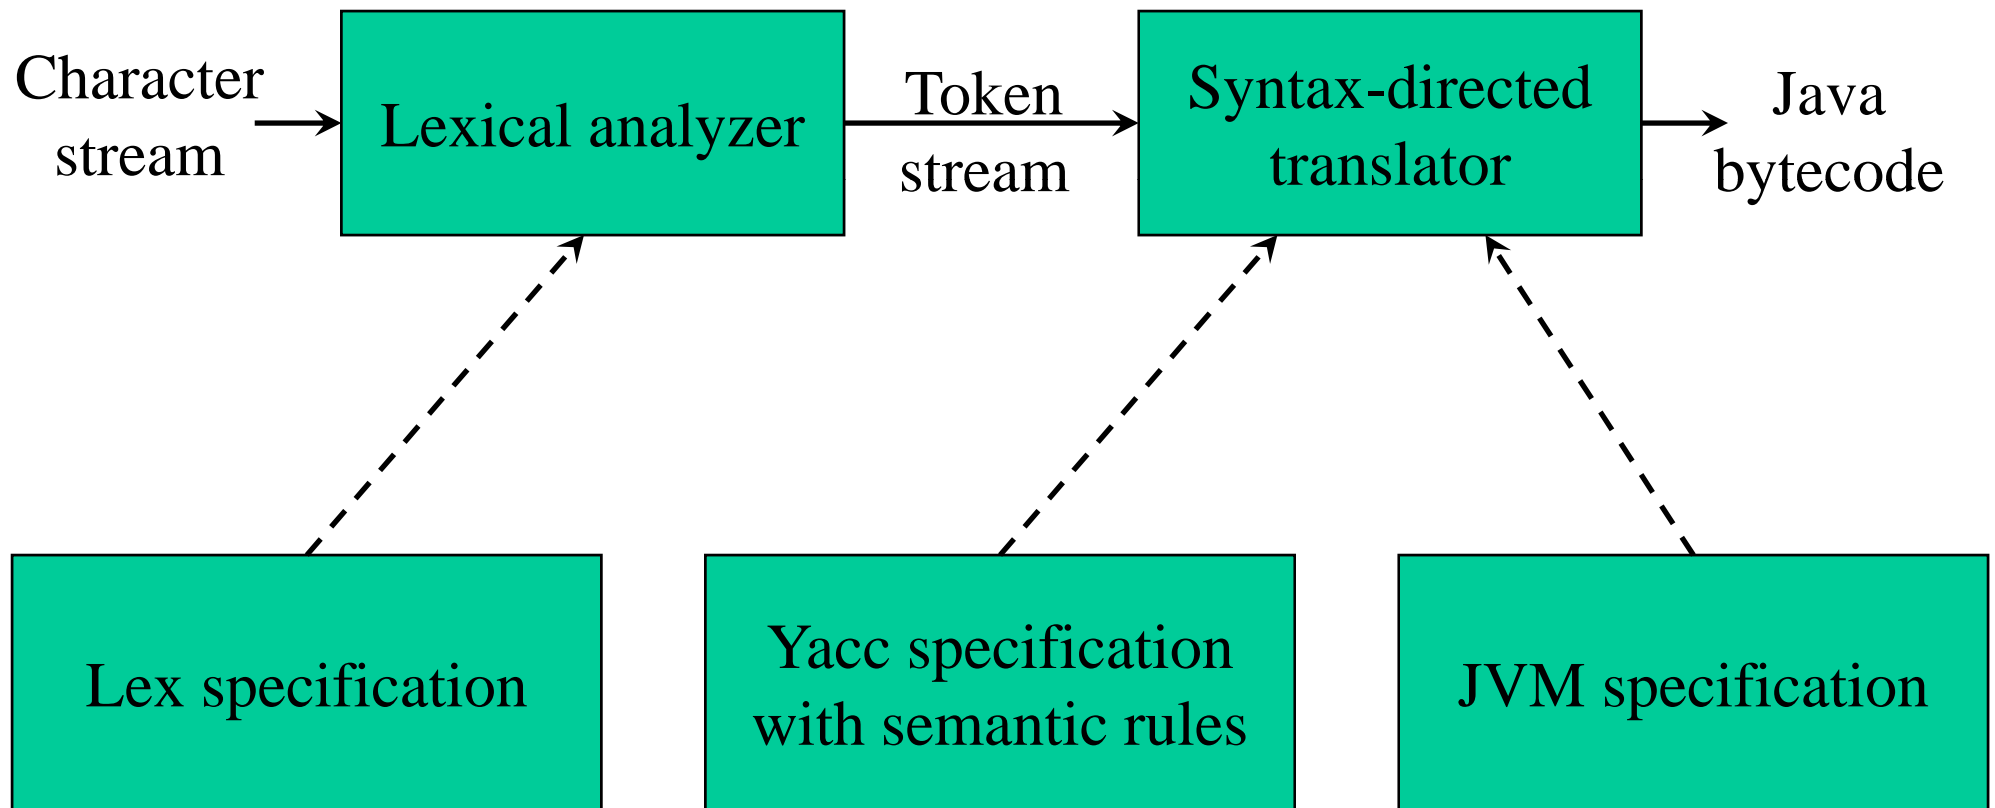 Character
stream
Lexical analyzer
Token
stream
Syntax-directed
translator
Java
bytecode
Lex specification
Yacc specification
with semantic rules
JVM specification